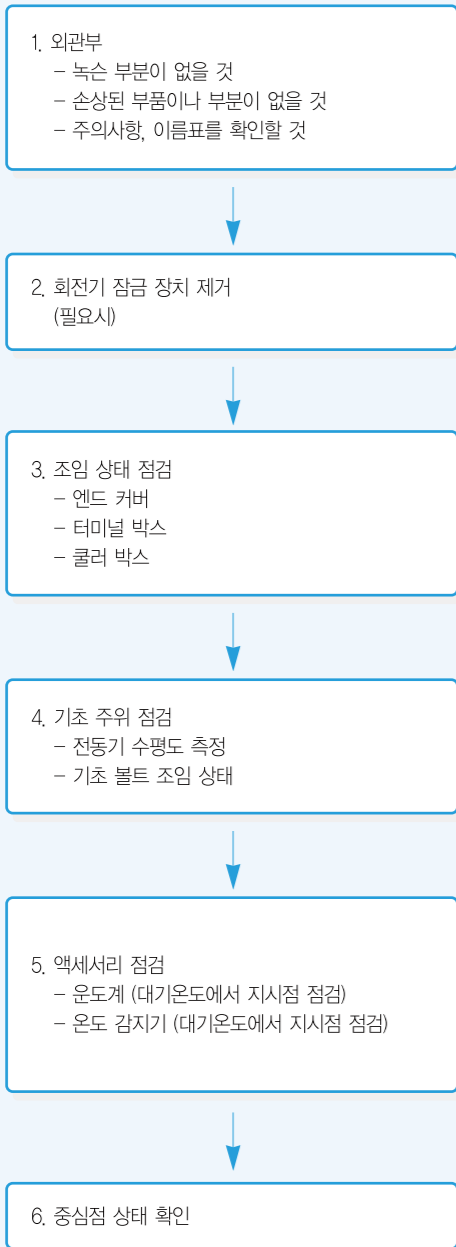 1. 외관부
– 녹슨 부분이 없을 것
– 손상된 부품이나 부분이 없을 것
– 주의사항, 이름표를 확인할 것
2. 회전기 잠금 장치 제거
(필요시)
3. 조임 상태 점검
– 엔드 커버
– 터미널 박스
– 쿨러 박스
4. 기초 주위 점검
– 전동기 수평도 측정
– 기초 볼트 조임 상태
5. 액세서리 점검
– 운도계 (대기온도에서 지시점 점검)
– 온도 감지기 (대기온도에서 지시점 점검)
6. 중심점 상태 확인